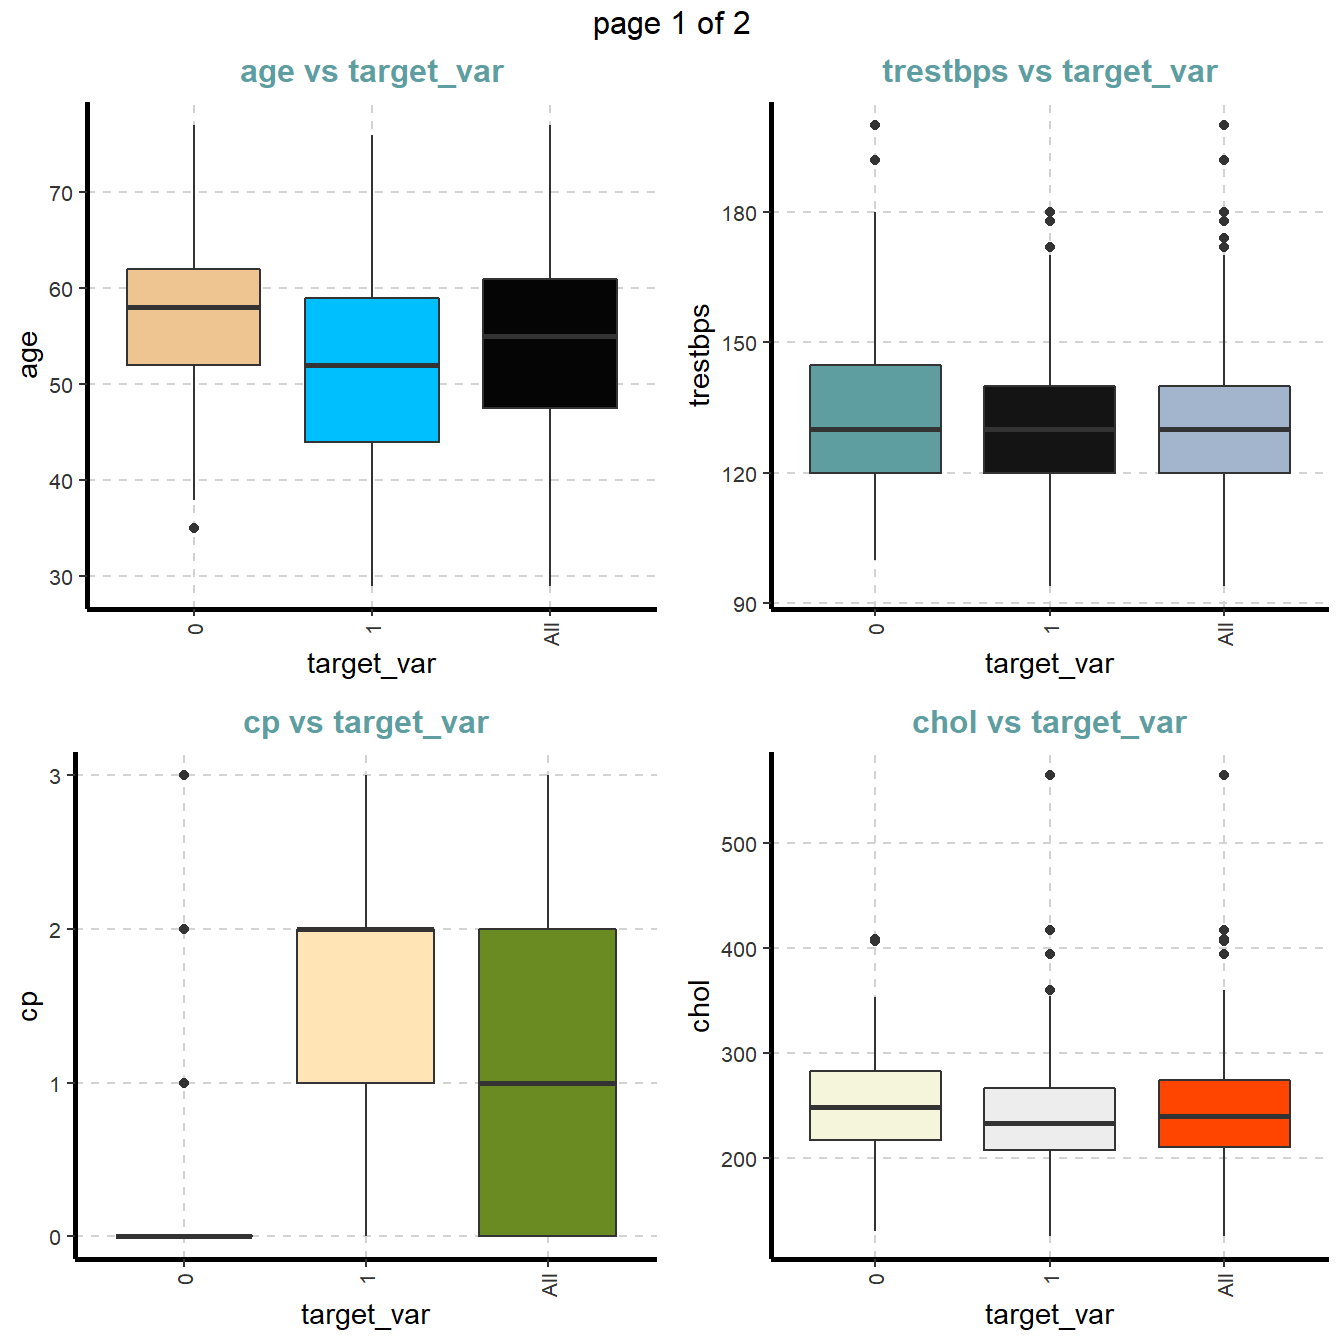 page 1 of 2
age vs target_var
age
70
60
50
40
30
0
1
All
target_var
trestbps vs target_var
trestbps
180
150
120
90
0
1
All
target_var
cp vs target_var
cp
3
2
1
0
0
1
All
target_var
chol vs target_var
chol
500
400
300
200
0
1
All
target_var